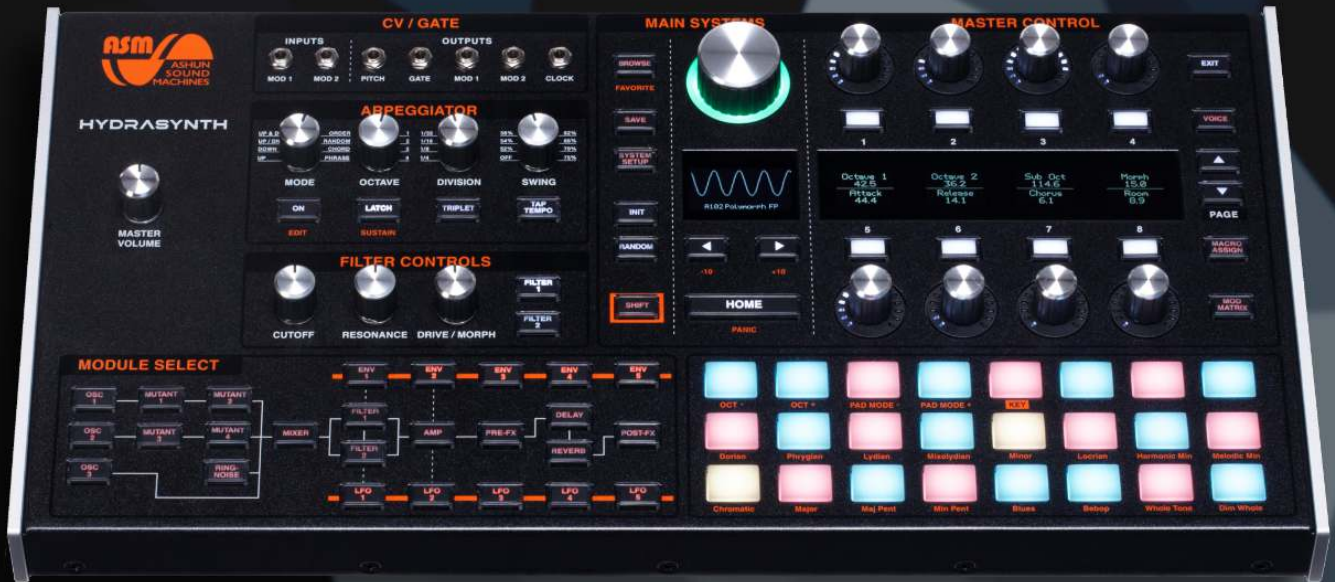 ASM
ASHUN
SOUND
MACHINES
HYDRASYNTH
MASTER
VOLUME
CV / GATE
INPUTS
OUTPUTS
MOD 1
MOD 2
PITCH
GATE
MOD 1
MOD 2
CLOCK
ARPEGGIATOR
UP & D
UP / DN
DOWN
UP
ORDER
RANDOM
CHORD
PHRASE
1
2
3
4
1/32
1/16
1/8
1/4
56%
54%
52%
OFF
62%
66%
70%
75%
MODE
OCTAVE
DIVISION
SWING
ON
LATCH
TRIPLET
TAP
TEMPO
EDIT
SUSTAIN
FILTER CONTROLS
CUTOFF
RESONANCE
DRIVE / MORPH
FILTER
1
FILTER
2
MAIN SYSTEMS
BROWSE
FAVORITE
SAVE
SYSTEM
SETUP
INIT
RANDOM
SHIFT
A102 Polymorph FP
-10
+10
HOME
PANIC
MASTER CONTROL
1
2
3
4
Octave 1
42.5
Octave 2
36.2
Sub Oct
114.6
Morph
15.0
Attack
44.4
Release
14.1
Chorus
6.1
Room
8.9
5
6
7
8
EXIT
VOICE
PAGE
MACRO
ASSIGN
MOD
MATRIX
MODULE SELECT
OSC
1
MUTANT
1
MUTANT
2
OSC
2
MUTANT
3
MUTANT
4
OSC
3
RING-
NOISE
MIXER
ENV
1
ENV
2
ENV
3
ENV
4
ENV
5
FILTER
1
FILTER
2
AMP
PRE-FX
DELAY
REVERB
POST-FX
LFO
1
LFO
2
LFO
3
LFO
4
LFO
5
OCT -
OCT +
PAD MODE -
PAD MODE +
KEY
Dorian
Phrygian
Lydian
Mixolydian
Minor
Locrian
Harmonic Min
Melodic Min
Chromatic
Major
Maj Pent
Min Pent
Blues
Bebop
Whole Tone
Dim Whole